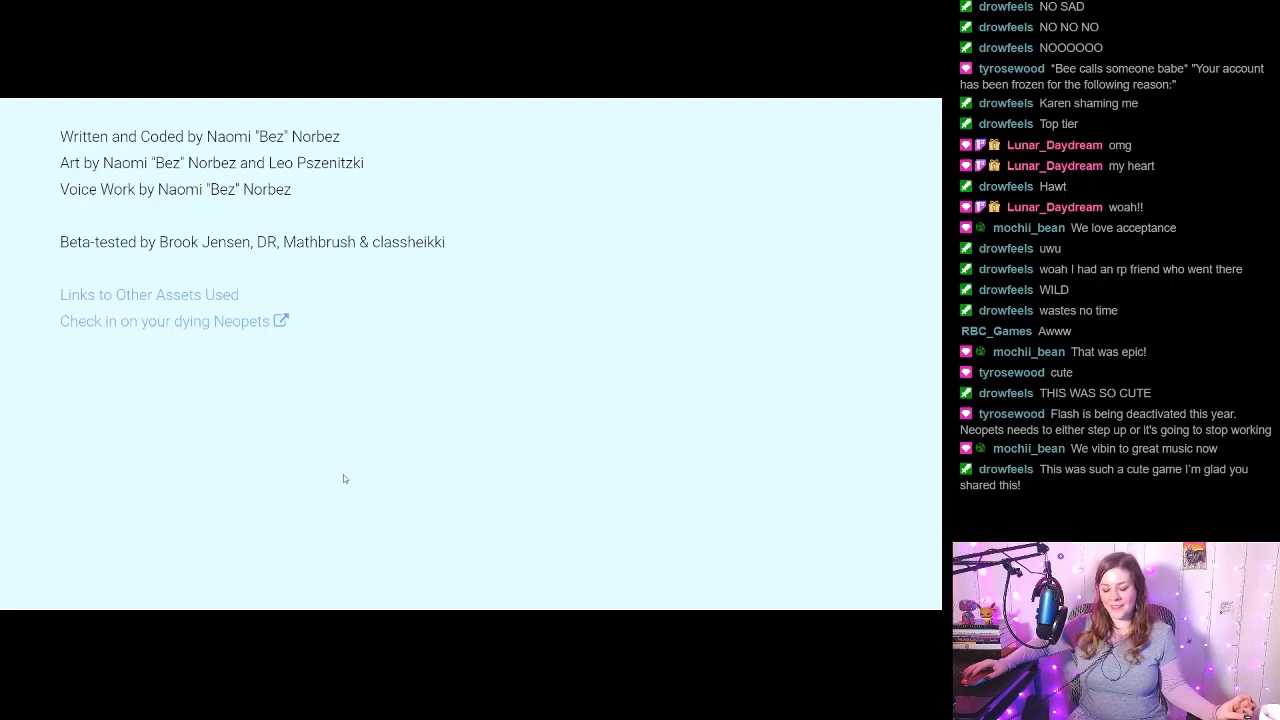 Written and Coded by Naomi "Bez" Norbez
Art by Naomi "Bez" Norbez and Leo Pszenitzki
Voice Work by Naomi "Bez" Norbez
Beta-tested by Brook Jensen, DR, Mathbrush & classheikki
Links to Other Assets Used
Check in on your dying Neopets
drowfeels NO SAD
drowfeels NO NO NO
drowfeels NOOOOOO
tyrosewood *Bee calls someone babe* "Your account
has been frozen for the following reason:"
drowfeels Karen shaming me
drowfeels Top tier
Lunar_Daydream omg
Lunar_Daydream my heart
drowfeels Hawt
Lunar_Daydream woah!!
mochii_bean We love acceptance
drowfeels uwu
drowfeels woah I had an rp friend who went there
drowfeels WILD
drowfeels wastes no time
RBC_Games Awww
mochii_bean That was epic!
tyrosewood cute
drowfeels THIS WAS SO CUTE
tyrosewood Flash is being deactivated this year.
Neopets needs to either step up or it's going to stop working
mochii_bean We vibin to great music now
drowfeels This was such a cute game I'm glad you
shared this!